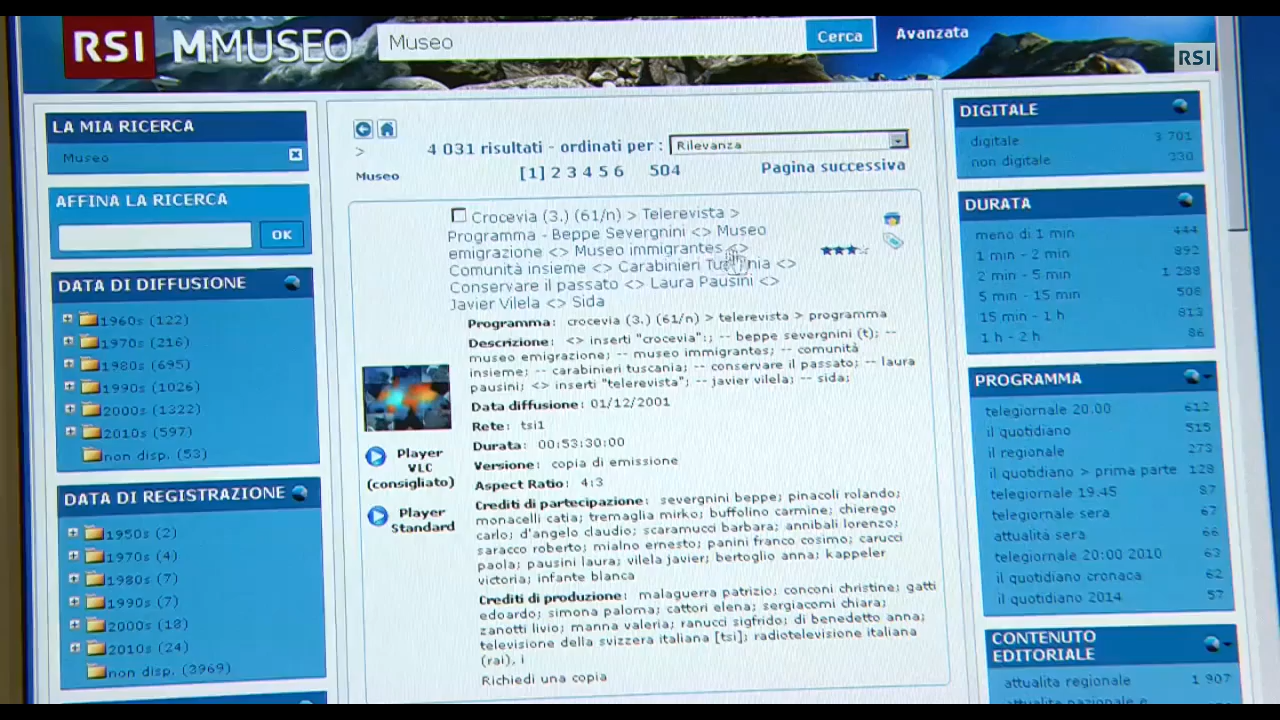 RSI MMUSEO
Museo
Cerca
Avanzata
RSI
LA MIA RICERCA
Museo
AFFINA LA RICERCA
OK
DATA DI DIFFUSIONE
1960s (122)
1970s (216)
1980s (695)
1990s (1026)
2000s (1322)
2010s (597)
non disp. (53)
DATA DI REGISTRAZIONE
1950s (2)
1970s (4)
1980s (7)
1990s (7)
2000s (18)
2010s (24)
non disp. (3969)
>
Museo
4 031 risultati - ordinati per : Rilevanza
[1] 2 3 4 5 6 504 Pagina successiva
Crocevia (3.) (61/n) > Telerevista >
Programma - Beppe Severgnini <> Museo
emigrazione <> Museo immigrantes <>
Comunità insieme <> Carabinieri Tuscania <>
Conservare il passato <> Laura Pausini <>
Javier Vilela <> Sida
Programma: crocevia (3.) (61/n) > telerevista > programma
Descrizione: <> inserti "crocevia":; -- beppe severgnini (t); --
museo emigrazione; -- museo immigrantes; -- comunità
insieme; -- carabinieri tuscania; -- conservare il passato; -- laura
pausini; <> inserti "telerevista"; -- javier vilela; -- sida;
Data diffusione: 01/12/2001
Rete: tsi1
Durata: 00:53:30:00
Versione: copia di emissione
Aspect Ratio: 4:3
Crediti di partecipazione: severgnini beppe; pinacoli rolando;
monacelli catia; tremaglia mirko; buffolino carmine; chierego
carlo; d'angelo claudio; scaramucci barbara; annibali lorenzo;
saracco roberto; mialno ernesto; panini franco cosimo; carucci
paola; pausini laura; vilela javier; bertoglio anna; kappeler
victoria; infante blanca
Crediti di produzione: malaguerra patrizio; conconi christine; gatti
edoardo; simona paloma; cattori elena; sergiacomi chiara;
zanotti livio; manna valeria; ranucci sigfrido; di benedetto anna;
televisione della svizzera italiana [tsi]; radiotelevisione italiana
(rai), i
Richiedi una copia
Player
VLC
(consigliato)
Player
Standard
DIGITALE
digitale 3 701
non digitale 330
DURATA
meno di 1 min 444
1 min - 2 min 892
2 min - 5 min 1 288
5 min - 15 min 508
15 min - 1 h 813
1 h - 2 h 86
PROGRAMMA
telegiornale 20.00 612
il quotidiano 515
il regionale 273
il quotidiano > prima parte 128
telegiornale 19.45 87
telegiornale sera 67
attualità sera 66
telegiornale 20:00 2010 63
il quotidiano cronaca 62
il quotidiano 2014 57
CONTENUTO
EDITORIALE
attualita regionale 1 907
attualita nazionale e